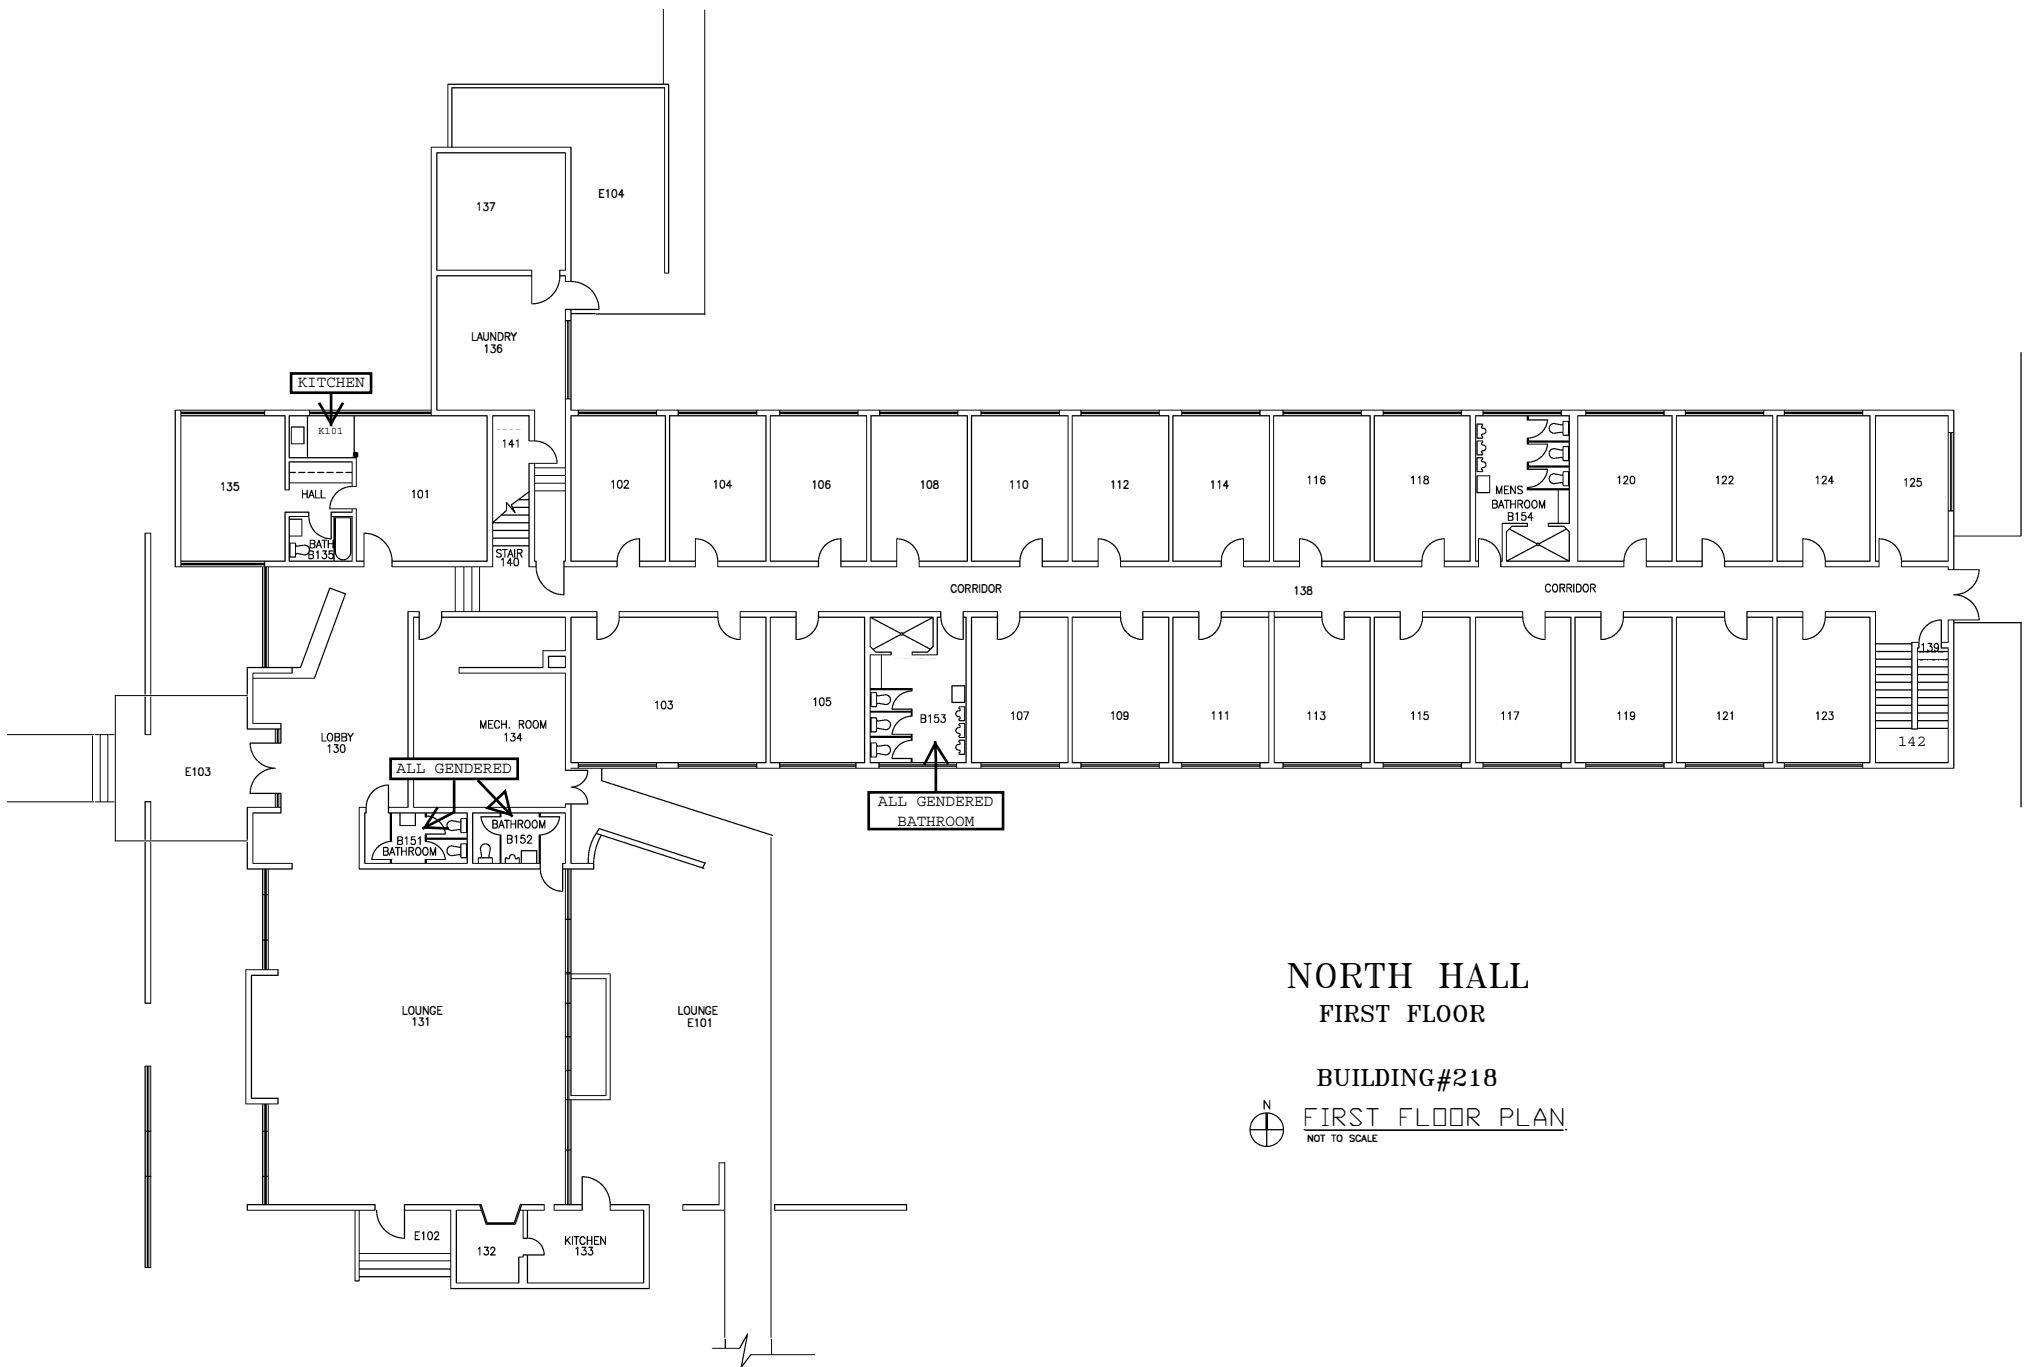 E104
137
LAUNDRY
136
KITCHEN
K101
141
135
HALL
101
BATH
B135
STAIR
140
102
104
106
108
110
112
114
116
118
MENS
BATHROOM
B154
120
122
124
125
CORRIDOR
138
CORRIDOR
139
103
105
B153
107
109
111
113
115
117
119
121
123
142
MECH. ROOM
134
LOBBY
130
E103
ALL GENDERED
BATHROOM
B152
B151
BATHROOM
ALL GENDERED
BATHROOM
LOUNGE
131
LOUNGE
E101
E102
132
KITCHEN
133
NORTH HALL
FIRST FLOOR
BUILDING#218
N
FIRST FLOOR PLAN
NOT TO SCALE